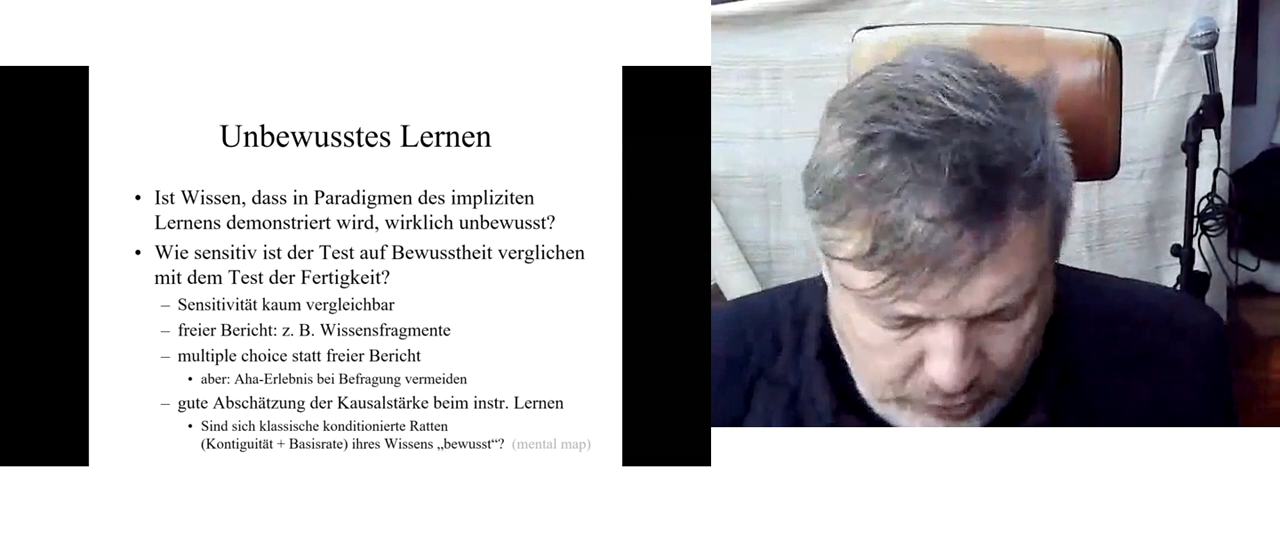 Unbewusstes Lernen
• Ist Wissen, dass in Paradigmen des impliziten
Lernens demonstriert wird, wirklich unbewusst?
• Wie sensitiv ist der Test auf Bewusstheit verglichen
mit dem Test der Fertigkeit?
– Sensitivität kaum vergleichbar
– freier Bericht: z. B. Wissensfragmente
– multiple choice statt freier Bericht
• aber: Aha-Erlebnis bei Befragung vermeiden
– gute Abschätzung der Kausalstärke beim instr. Lernen
• Sind sich klassische konditionierte Ratten
(Kontiguität + Basisrate) ihres Wissens „bewusst“? (mental map)